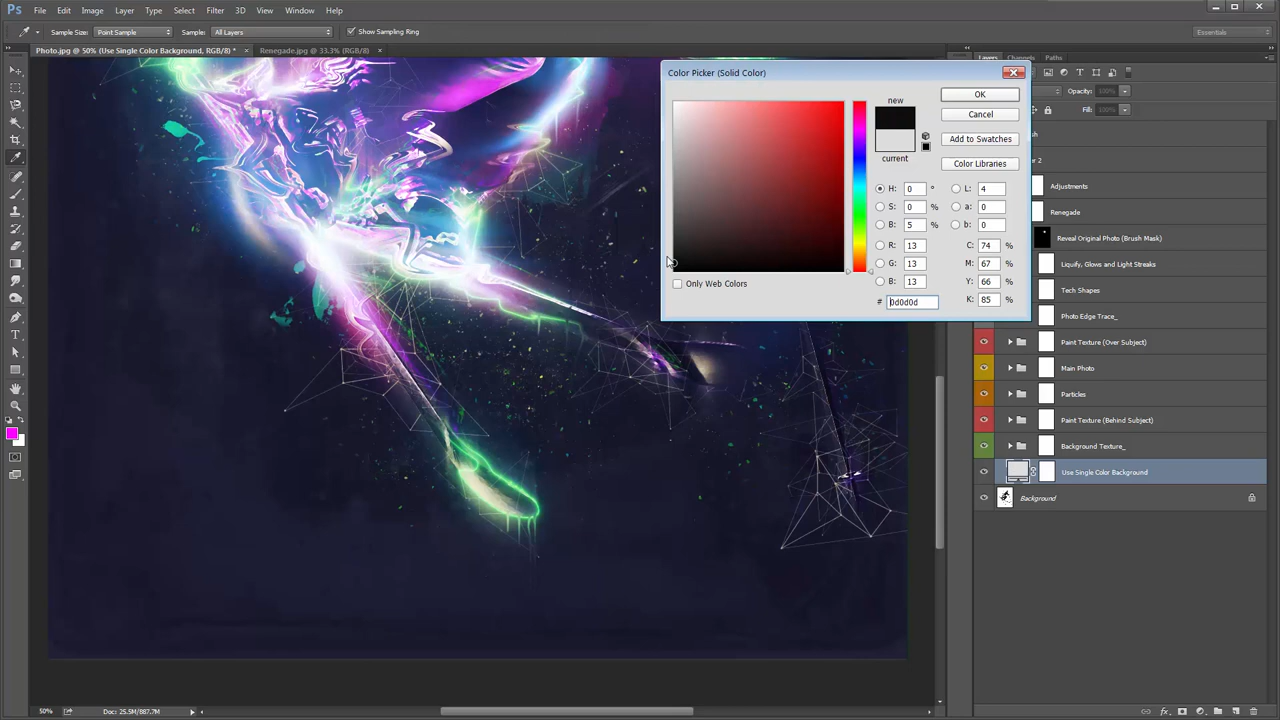 Ps File Edit Image Layer Type Select Filter 3D View Window Help
Sample Size: Point Sample Sample: All Layers Show Sampling Ring Essentials
Photo.jpg @ 50% (Use Single Color Background, RGB/8) * × Renegade.jpg @ 33.3% (RGB/8) ×
Layers Channels Paths
Opacity: 100%
Fill: 100%
Color Picker (Solid Color)
new
current
OK
Cancel
Add to Swatches
Color Libraries
H: 0 °
S: 0 %
B: 5 %
R: 13
G: 13
B: 13
# 0d0d0d
L: 4
a: 0
b: 0
C: 74 %
M: 67 %
Y: 66 %
K: 85 %
Only Web Colors
Adjustments
Renegade
Reveal Original Photo (Brush Mask)
Liquify, Glows and Light Streaks
Tech Shapes
Photo Edge Trace_
Paint Texture (Over Subject)
Main Photo
Particles
Paint Texture (Behind Subject)
Background Texture_
Use Single Color Background
Background
50% Doc: 25.5M/887.7M